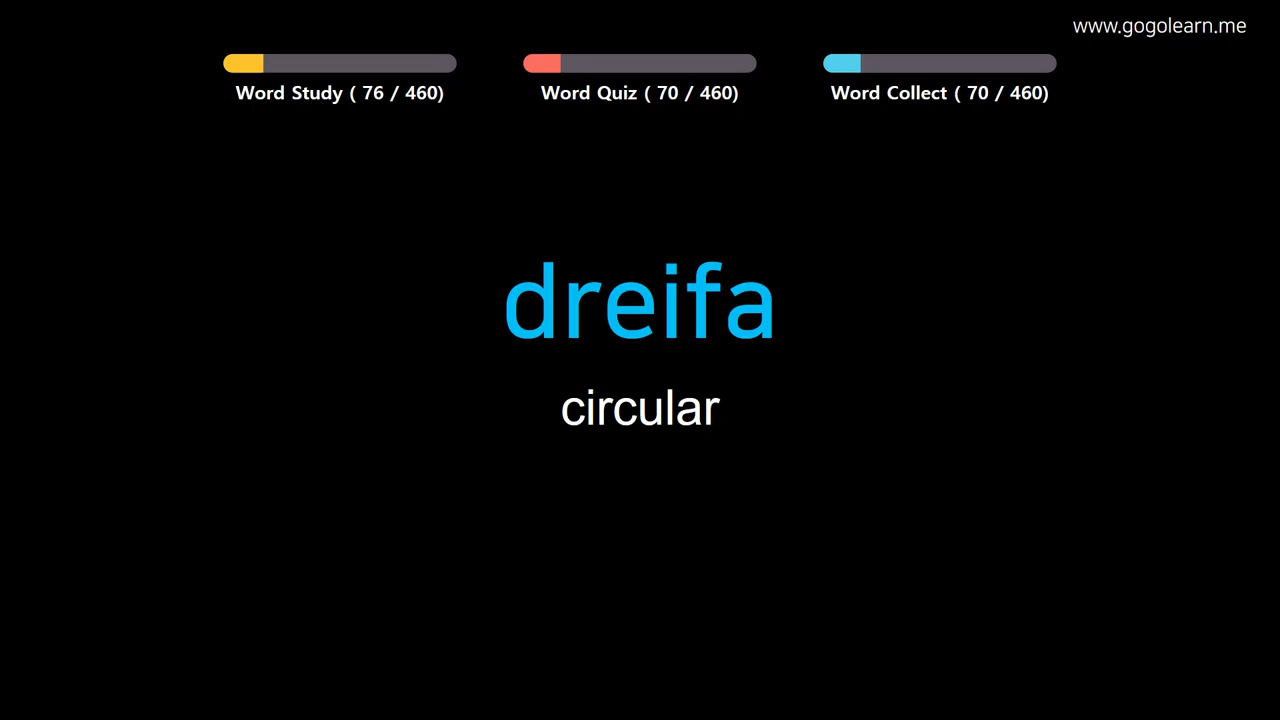 www.gogolearn.me
Word Study ( 76 / 460)
Word Quiz ( 70 / 460)
Word Collect ( 70 / 460)
dreifa
circular